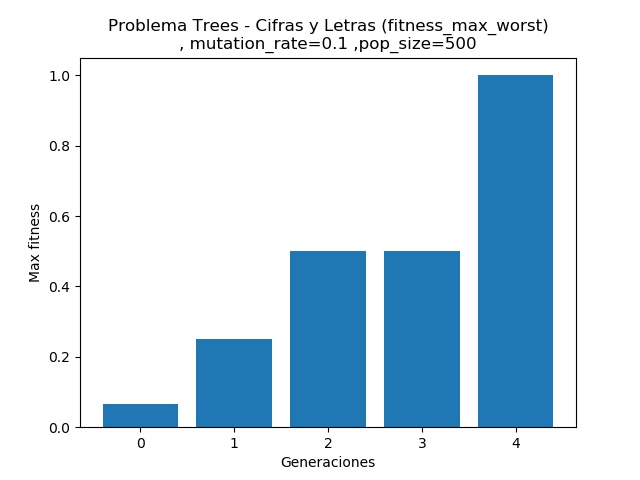 Problema Trees - Cifras y Letras (fitness_max_worst)
, mutation_rate=0.1 ,pop_size=500
1.0
0.8
0.6
0.4
0.2
0.0
Max fitness
0 1 2 3 4
Generaciones